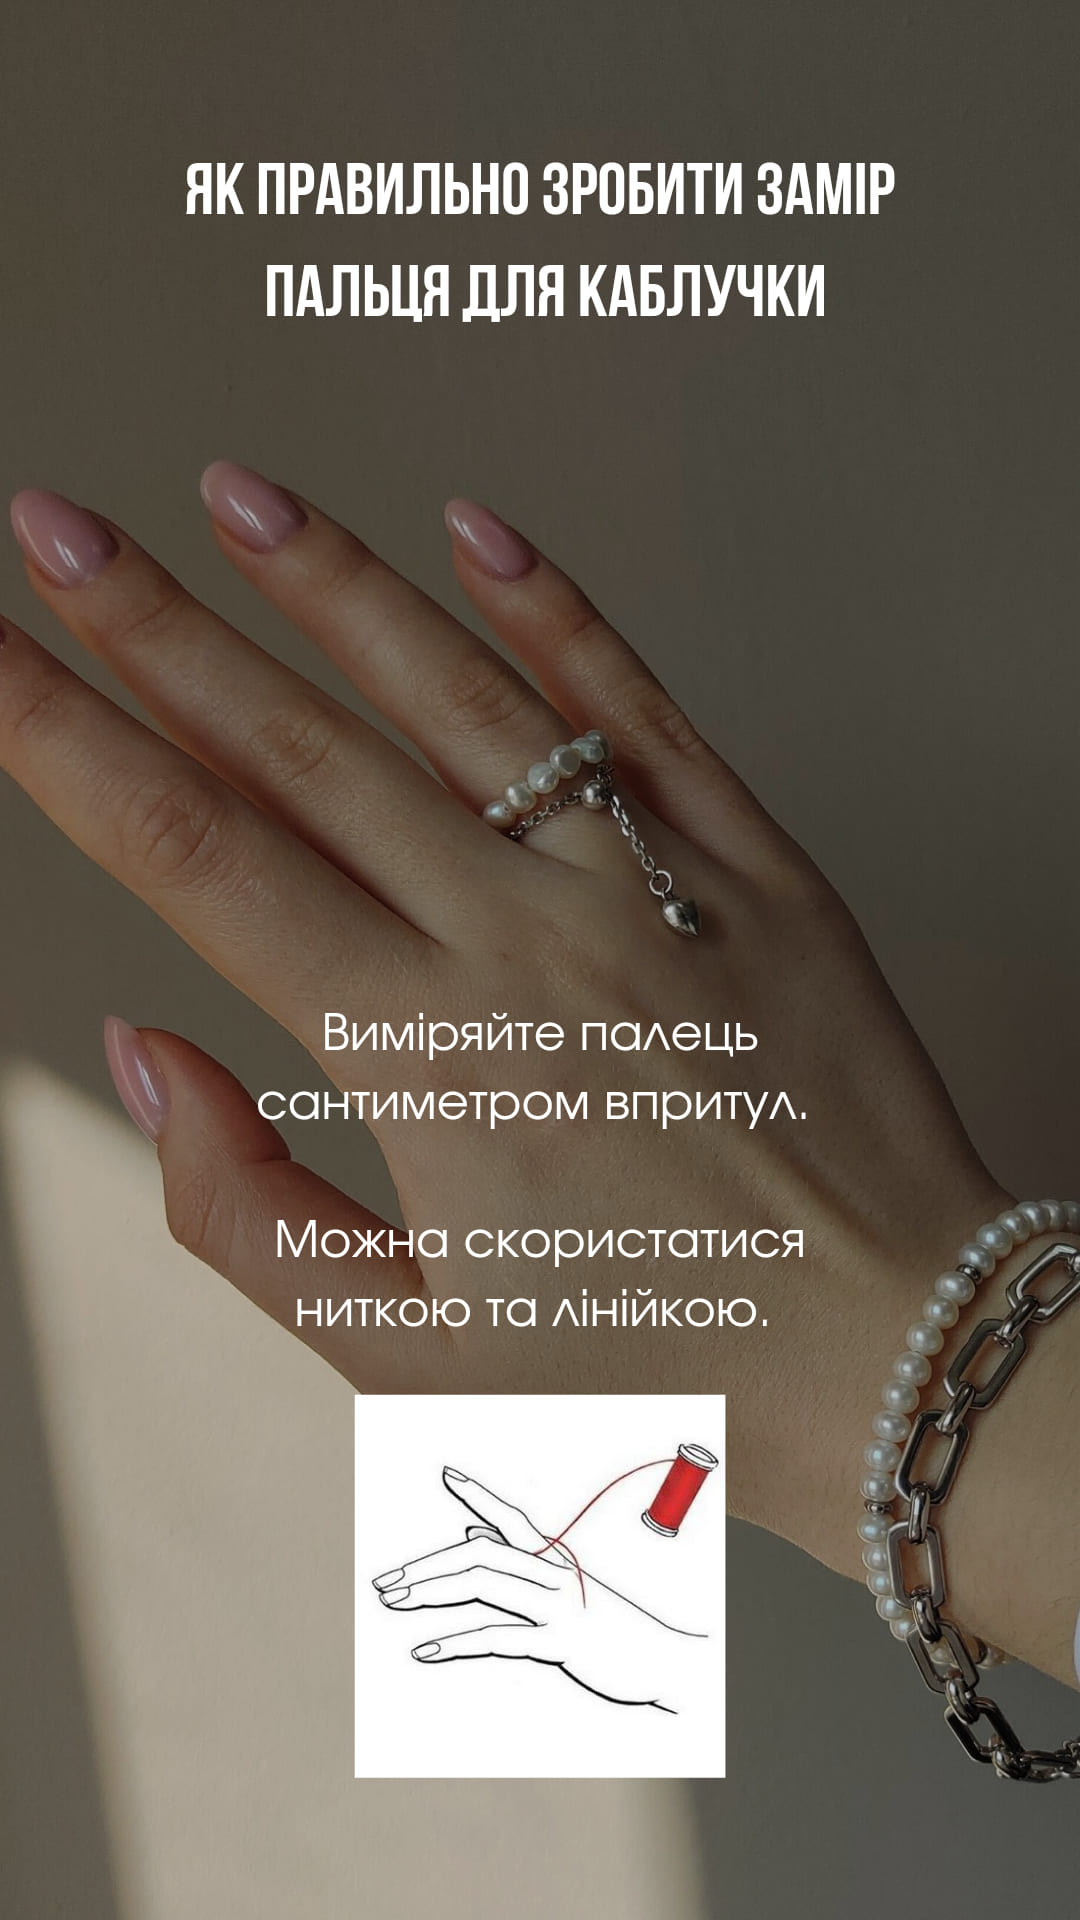 ЯК ПРАВИЛЬНО ЗРОБИТИ ЗАМІР
ПАЛЬЦЯ ДЛЯ КАБЛУЧКИ
Виміряйте палець
сантиметром впритул.
Можна скористатися
ниткою та лінійкою.